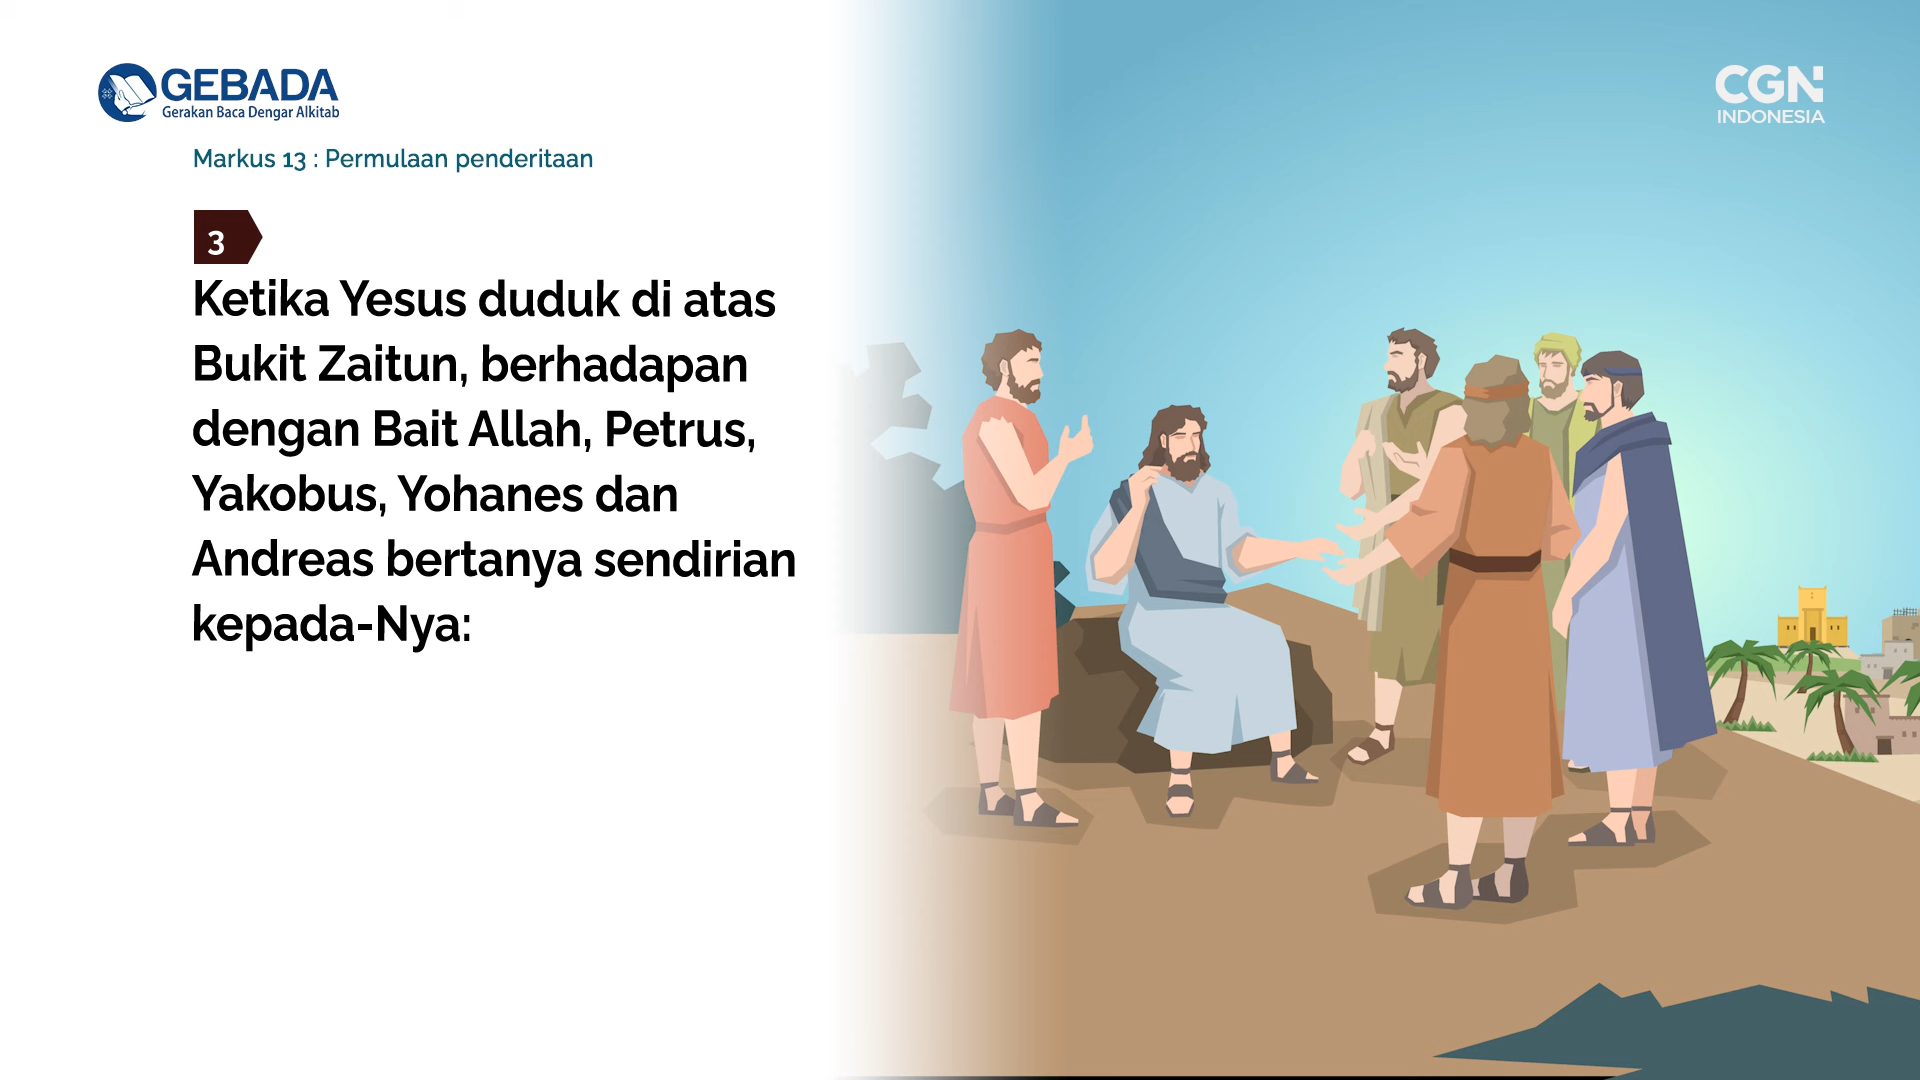 GEBADA
Gerakan Baca Dengar Alkitab
CGN
INDONESIA
Markus 13 : Permulaan penderitaan
3
Ketika Yesus duduk di atas
Bukit Zaitun, berhadapan
dengan Bait Allah, Petrus,
Yakobus, Yohanes dan
Andreas bertanya sendirian
kepada-Nya: